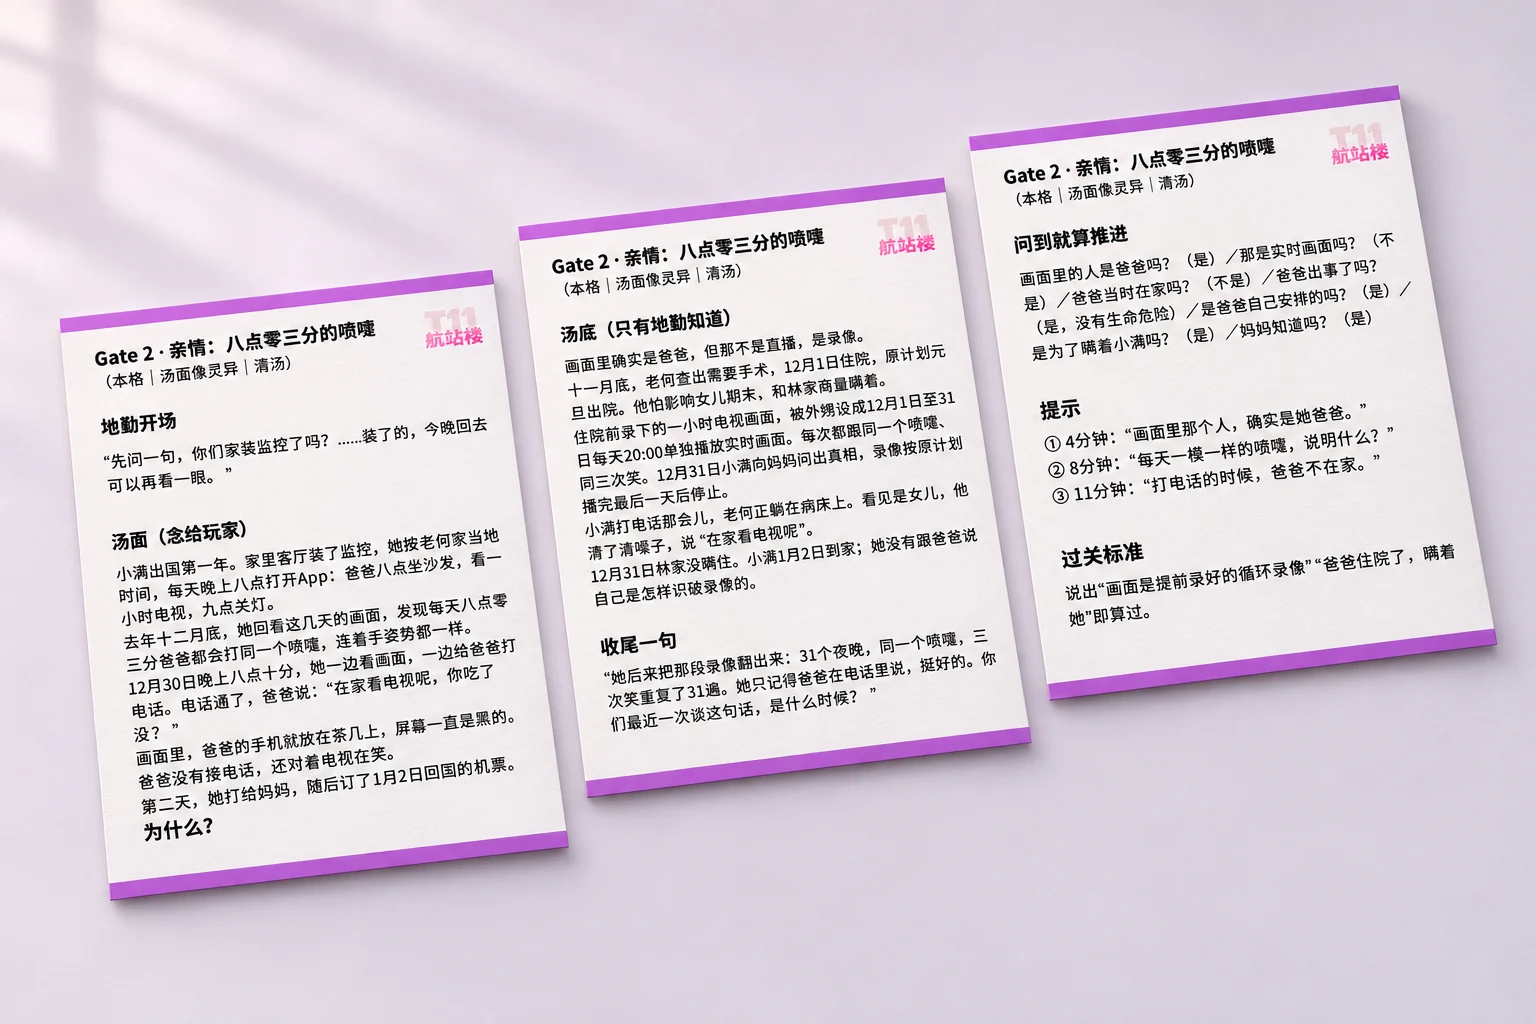 Gate 2 · 亲情：八点零三分的喷嚏
（本格｜汤面像灵异｜清汤）
T11
航站楼
地勤开场
“先问一句，你们家装监控了吗？……装了的，今晚回去
可以再看一眼。”
汤面（念给玩家）
小满出国第一年。家里客厅装了监控，她按老何家当地
时间，每天晚上八点打开App：爸爸八点坐沙发，看一
小时电视，九点关灯。
去年十二月底，她回看这几天的画面，发现每天八点零
三分爸爸都会打同一个喷嚏，连着手姿势都一样。
12月30日晚上八点十分，她一边看画面，一边给爸爸打
电话。电话通了，爸爸说：“在家看电视呢，你吃了
没？”
画面里，爸爸的手机就放在茶几上，屏幕一直是黑的。
爸爸没有接电话，还对着电视在笑。
第二天，她打给妈妈，随后订了1月2日回国的机票。
为什么？
Gate 2 · 亲情：八点零三分的喷嚏
（本格｜汤面像灵异｜清汤）
T11
航站楼
汤底（只有地勤知道）
画面里确实是爸爸，但那不是直播，是录像。
十一月底，老何查出需要手术，12月1日住院，原计划元
旦出院。他怕影响女儿期末，和林家商量瞒着。
住院前录下的一小时电视画面，被外甥设成12月1日至31
日每天20:00单独播放实时画面。每次都跟同一个喷嚏、
同三次笑。12月31日小满向妈妈问出真相，录像按原计划
播完最后一天后停止。
小满打电话那会儿，老何正躺在病床上。看见是女儿，他
清了清嗓子，说“在家看电视呢”。
12月31日林家没瞒住。小满1月2日到家；她没有跟爸爸说
自己是怎样识破录像的。
收尾一句
“她后来把那段录像翻出来：31个夜晚，同一个喷嚏，三
次笑重复了31遍。她只记得爸爸在电话里说，挺好的。你
们最近一次谈这句话，是什么时候？”
Gate 2 · 亲情：八点零三分的喷嚏
（本格｜汤面像灵异｜清汤）
T11
航站楼
问到就算推进
画面里的人是爸爸吗？（是）／那是实时画面吗？（不
是）／爸爸当时在家吗？（不是）／爸爸出事了吗？
（是，没有生命危险）／是爸爸自己安排的吗？（是）／
是为了瞒着小满吗？（是）／妈妈知道吗？（是）
提示
① 4分钟：“画面里那个人，确实是她爸爸。”
② 8分钟：“每天一模一样的喷嚏，说明什么？”
③ 11分钟：“打电话的时候，爸爸不在家。”
过关标准
说出“画面是提前录好的循环录像”“爸爸住院了，瞒着
她”即算过。